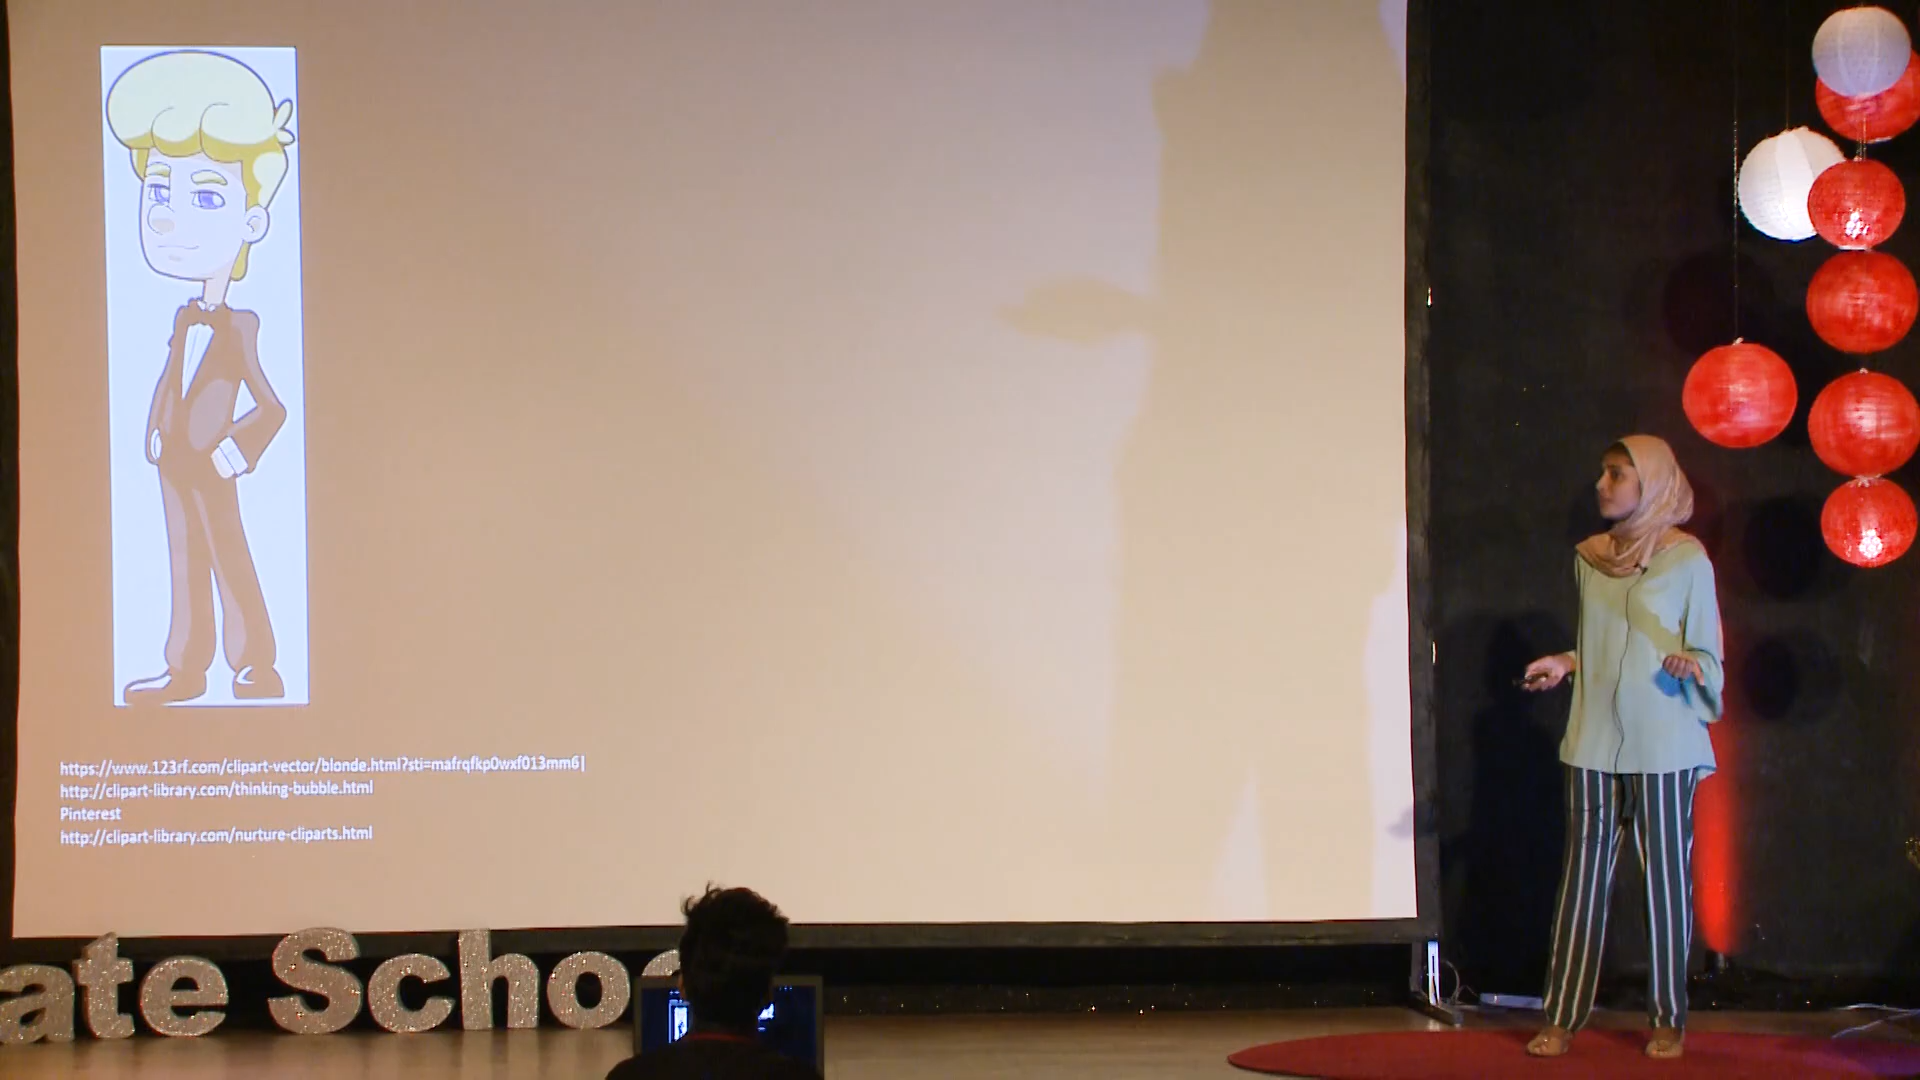 https://www.123rf.com/clipart-vector/blonde.html?sti=mafrqfkp0wxf013mm6|
http://clipart-library.com/thinking-bubble.html
Pinterest
http://clipart-library.com/nurture-cliparts.html
ate Schoo